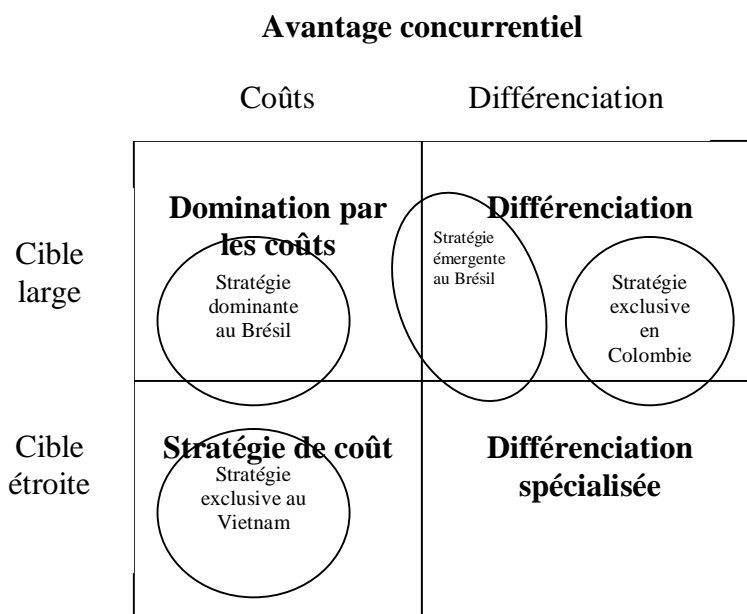 Avantage concurrentiel
Coûts
Différenciation
Cible
large
Domination par
les coûts
Stratégie
dominante
au Brésil
Différenciation
Stratégie
émergente
au Brésil
Stratégie
exclusive
en
Colombie
Cible
étroite
Stratégie de coût
Stratégie
exclusive au
Vietnam
Différenciation
spécialisée